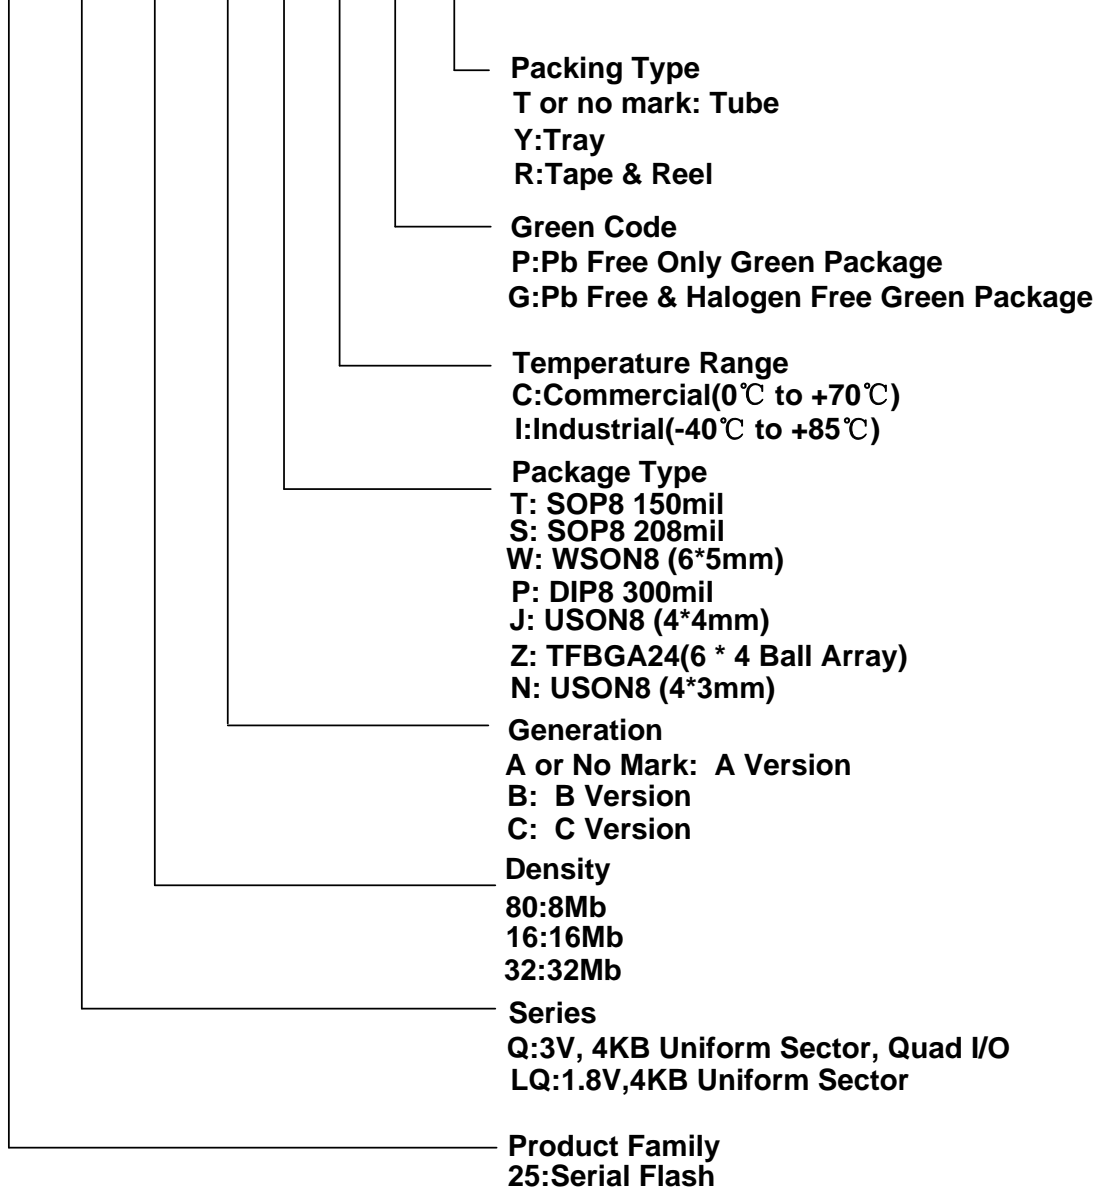 Packing Type
T or no mark: Tube
Y:Tray
R:Tape & Reel
Green Code
P:Pb Free Only Green Package
G:Pb Free & Halogen Free Green Package
Temperature Range
C:Commercial(0℃ to +70℃)
I:Industrial(-40℃ to +85℃)
Package Type
T: SOP8 150mil
S: SOP8 208mil
W: WSON8 (6*5mm)
P: DIP8 300mil
J: USON8 (4*4mm)
Z: TFBGA24(6 * 4 Ball Array)
N: USON8 (4*3mm)
Generation
A or No Mark: A Version
B: B Version
C: C Version
Density
80:8Mb
16:16Mb
32:32Mb
Series
Q:3V, 4KB Uniform Sector, Quad I/O
LQ:1.8V,4KB Uniform Sector
Product Family
25:Serial Flash